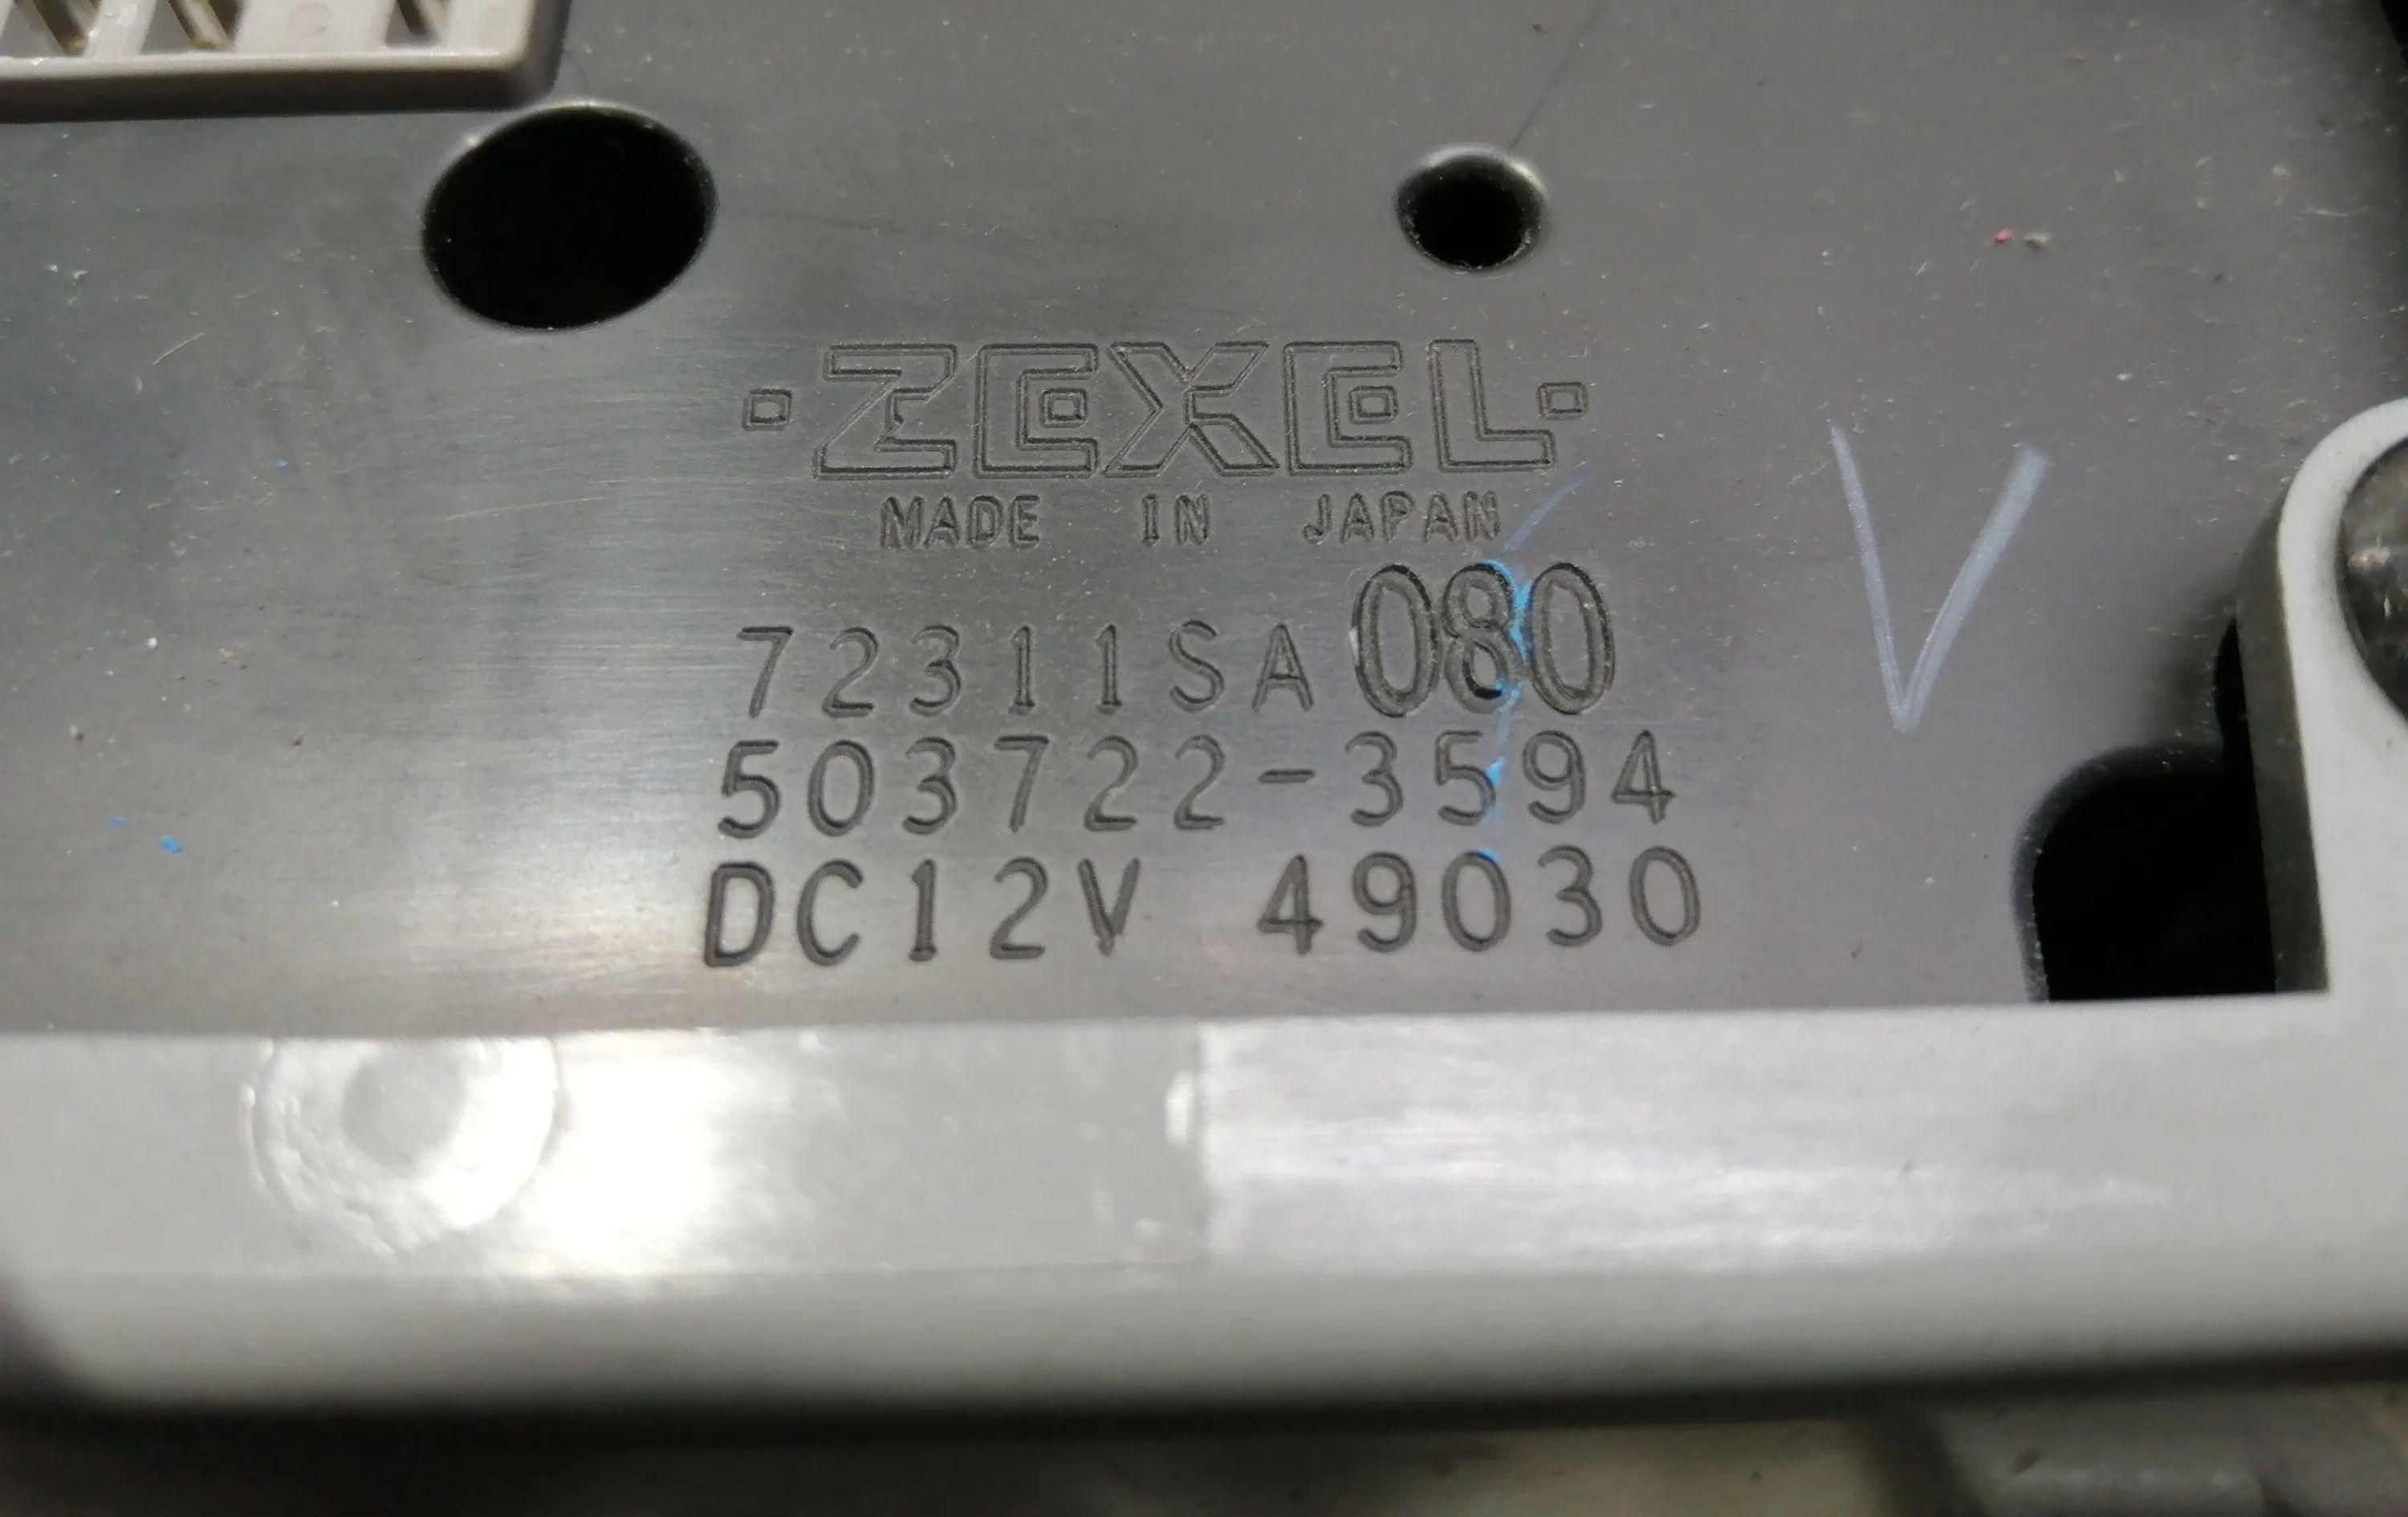 ZEXEL
MADE IN JAPAN
72311SA080
503722-3594
DC12V 49030
V